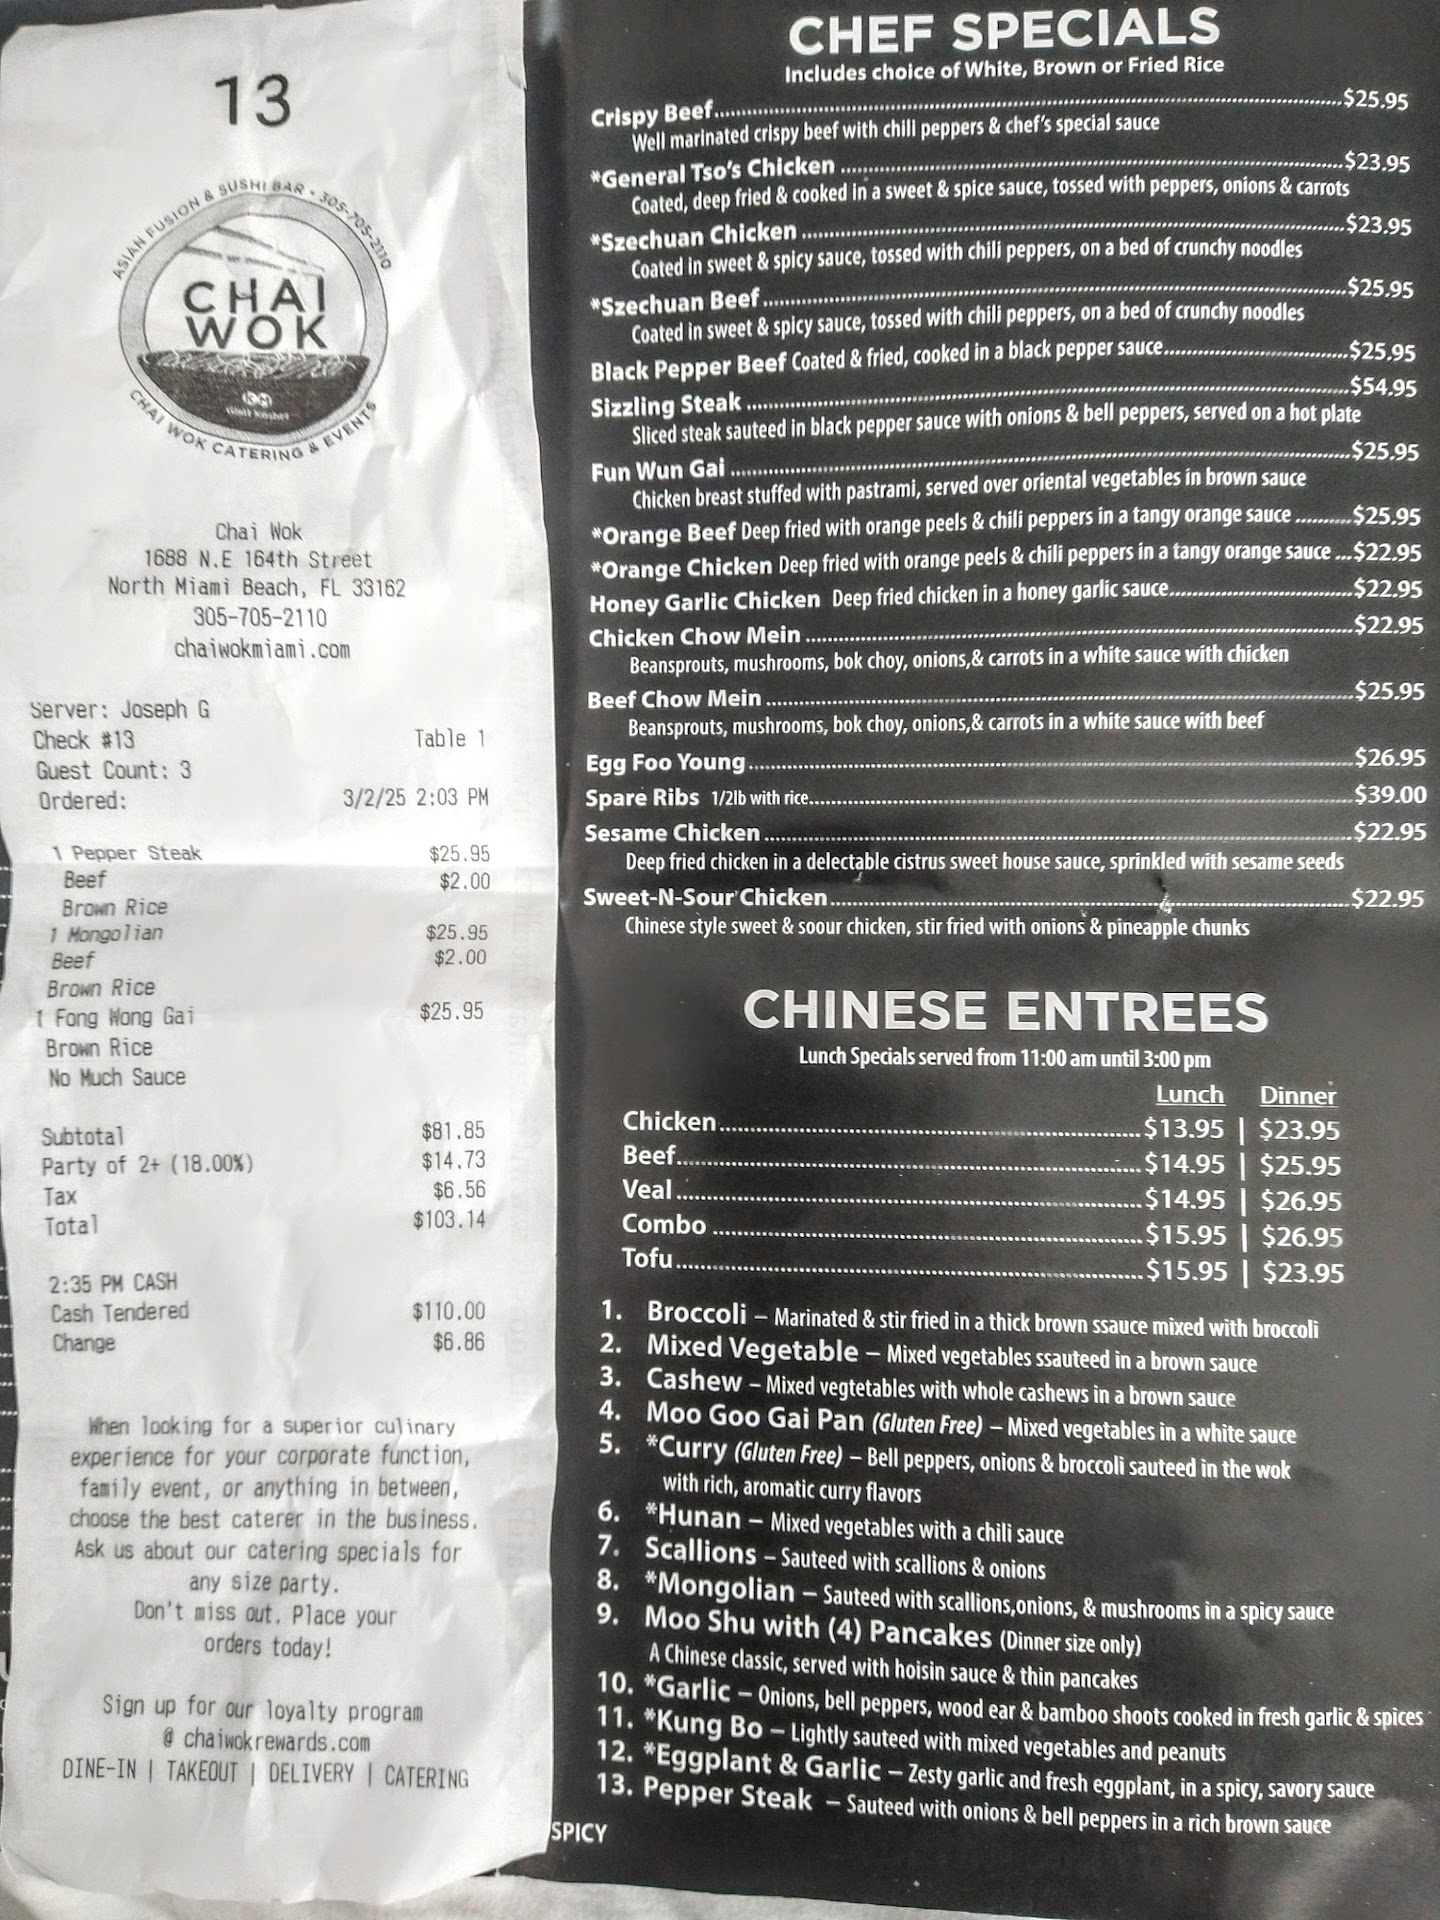 13
ASIAN FUSION & SUSHI BAR • 305-705-2110
CHAI
WOK
Glatt Kosher
CHAI WOK CATERING & EVENTS
Chai Wok
1688 N.E 164th Street
North Miami Beach, FL 33162
305-705-2110
chaiwokmiami.com
Server: Joseph G
Check #13 Table 1
Guest Count: 3
Ordered: 3/2/25 2:03 PM
1 Pepper Steak $25.95
Beef $2.00
Brown Rice
1 Mongolian $25.95
Beef $2.00
Brown Rice
1 Fong Wong Gai $25.95
Brown Rice
No Much Sauce
Subtotal $81.85
Party of 2+ (18.00%) $14.73
Tax $6.56
Total $103.14
2:35 PM CASH
Cash Tendered $110.00
Change $6.86
When looking for a superior culinary
experience for your corporate function,
family event, or anything in between,
choose the best caterer in the business.
Ask us about our catering specials for
any size party.
Don't miss out. Place your
orders today!
Sign up for our loyalty program
@ chaiwokrewards.com
DINE-IN | TAKEOUT | DELIVERY | CATERING
CHEF SPECIALS
Includes choice of White, Brown or Fried Rice
Crispy Beef $25.95
Well marinated crispy beef with chili peppers & chef's special sauce
*General Tso's Chicken $23.95
Coated, deep fried & cooked in a sweet & spice sauce, tossed with peppers, onions & carrots
*Szechuan Chicken $23.95
Coated in sweet & spicy sauce, tossed with chili peppers, on a bed of crunchy noodles
*Szechuan Beef $25.95
Coated in sweet & spicy sauce, tossed with chili peppers, on a bed of crunchy noodles
Black Pepper Beef Coated & fried, cooked in a black pepper sauce $25.95
Sizzling Steak $54.95
Sliced steak sauteed in black pepper sauce with onions & bell peppers, served on a hot plate
Fun Wun Gai $25.95
Chicken breast stuffed with pastrami, served over oriental vegetables in brown sauce
*Orange Beef Deep fried with orange peels & chili peppers in a tangy orange sauce $25.95
*Orange Chicken Deep fried with orange peels & chili peppers in a tangy orange sauce $22.95
Honey Garlic Chicken Deep fried chicken in a honey garlic sauce $22.95
Chicken Chow Mein $22.95
Beansprouts, mushrooms, bok choy, onions,& carrots in a white sauce with chicken
Beef Chow Mein $25.95
Beansprouts, mushrooms, bok choy, onions,& carrots in a white sauce with beef
Egg Foo Young $26.95
Spare Ribs 1/2lb with rice $39.00
Sesame Chicken $22.95
Deep fried chicken in a delectable cistrus sweet house sauce, sprinkled with sesame seeds
Sweet-N-Sour Chicken $22.95
Chinese style sweet & soour chicken, stir fried with onions & pineapple chunks
CHINESE ENTREES
Lunch Specials served from 11:00 am until 3:00 pm
Lunch Dinner
Chicken $13.95 | $23.95
Beef $14.95 | $25.95
Veal $14.95 | $26.95
Combo $15.95 | $26.95
Tofu $15.95 | $23.95
1. Broccoli – Marinated & stir fried in a thick brown ssauce mixed with broccoli
2. Mixed Vegetable – Mixed vegetables ssauteed in a brown sauce
3. Cashew – Mixed vegtetables with whole cashews in a brown sauce
4. Moo Goo Gai Pan (Gluten Free) – Mixed vegetables in a white sauce
5. *Curry (Gluten Free) – Bell peppers, onions & broccoli sauteed in the wok
with rich, aromatic curry flavors
6. *Hunan – Mixed vegetables with a chili sauce
7. Scallions – Sauteed with scallions & onions
8. *Mongolian – Sauteed with scallions,onions, & mushrooms in a spicy sauce
9. Moo Shu with (4) Pancakes (Dinner size only)
A Chinese classic, served with hoisin sauce & thin pancakes
10. *Garlic – Onions, bell peppers, wood ear & bamboo shoots cooked in fresh garlic & spices
11. *Kung Bo – Lightly sauteed with mixed vegetables and peanuts
12. *Eggplant & Garlic – Zesty garlic and fresh eggplant, in a spicy, savory sauce
13. Pepper Steak – Sauteed with onions & bell peppers in a rich brown sauce
SPICY